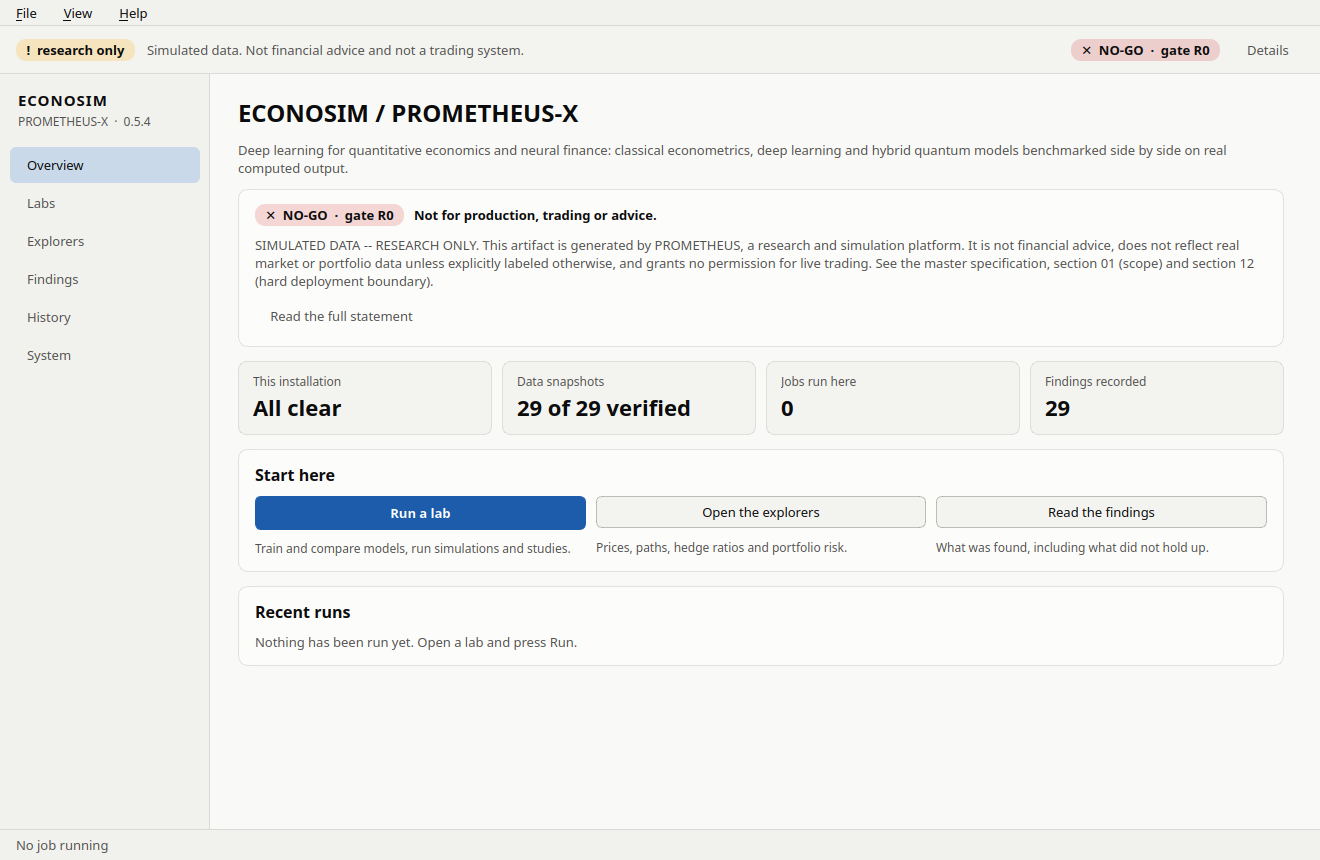 File View Help
! research only Simulated data. Not financial advice and not a trading system. ✕ NO-GO · gate R0 Details
ECONOSIM
PROMETHEUS-X · 0.5.4
Overview
Labs
Explorers
Findings
History
System
ECONOSIM / PROMETHEUS-X
Deep learning for quantitative economics and neural finance: classical econometrics, deep learning and hybrid quantum models benchmarked side by side on real
computed output.
✕ NO-GO · gate R0 Not for production, trading or advice.
SIMULATED DATA -- RESEARCH ONLY. This artifact is generated by PROMETHEUS, a research and simulation platform. It is not financial advice, does not reflect real
market or portfolio data unless explicitly labeled otherwise, and grants no permission for live trading. See the master specification, section 01 (scope) and section 12
(hard deployment boundary).
Read the full statement
This installation
All clear
Data snapshots
29 of 29 verified
Jobs run here
0
Findings recorded
29
Start here
Run a lab
Train and compare models, run simulations and studies.
Open the explorers
Prices, paths, hedge ratios and portfolio risk.
Read the findings
What was found, including what did not hold up.
Recent runs
Nothing has been run yet. Open a lab and press Run.
No job running